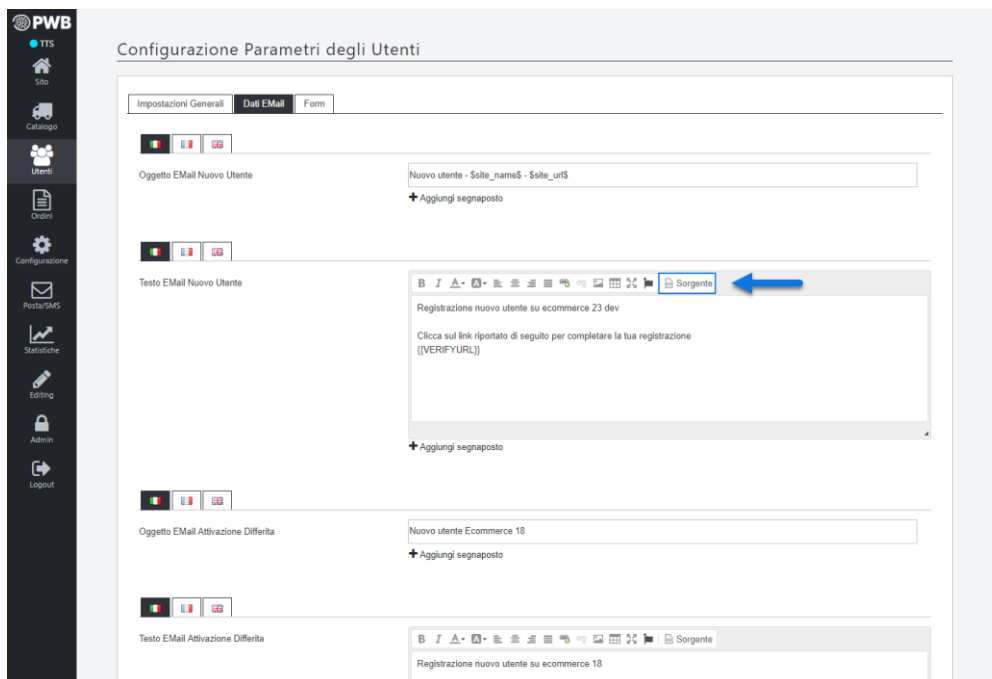 PWB
TTS
Sito
Catalogo
Utenti
Ordini
Configurazione
Posta/SMS
Statistiche
Editing
Admin
Logout
Configurazione Parametri degli Utenti
Impostazioni Generali Dati EMail Form
Oggetto EMail Nuovo Utente
Nuovo utente - $site_name$ - $site_url$
Aggiungi segnaposto
Testo EMail Nuovo Utente
B I A A Sorgente
Registrazione nuovo utente su ecommerce 23 dev
Clicca sul link riportato di seguito per completare la tua registrazione
{{VERIFYURL}}
Aggiungi segnaposto
Oggetto EMail Attivazione Differita
Nuovo utente Ecommerce 18
Aggiungi segnaposto
Testo EMail Attivazione Differita
B I A A Sorgente
Registrazione nuovo utente su ecommerce 18